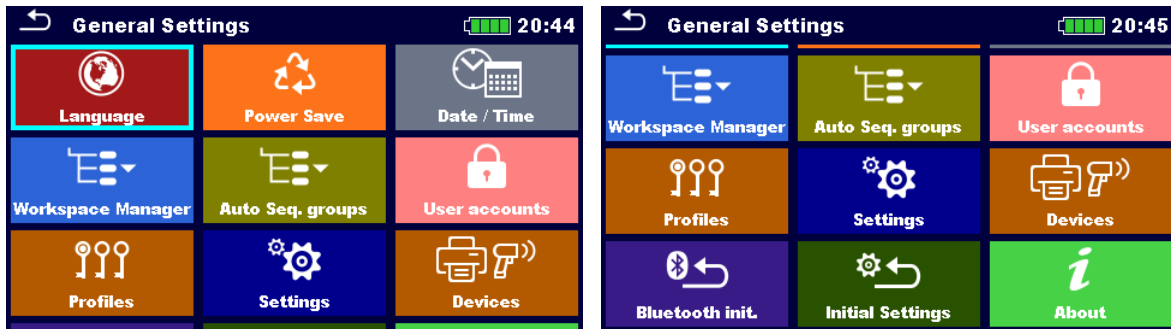 General Settings 20:44
Language Power Save Date / Time
Workspace Manager Auto Seq. groups User accounts
Profiles Settings Devices
General Settings 20:45
Workspace Manager Auto Seq. groups User accounts
Profiles Settings Devices
Bluetooth init. Initial Settings About